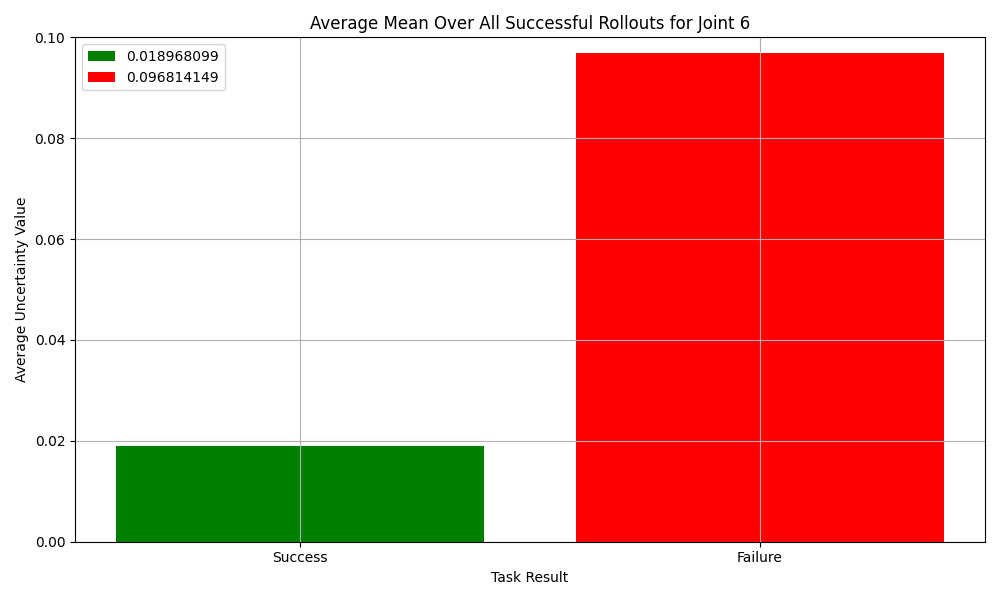 Average Mean Over All Successful Rollouts for Joint 6
0.018968099
0.096814149
Average Uncertainty Value
0.10
0.08
0.06
0.04
0.02
0.00
Success
Failure
Task Result